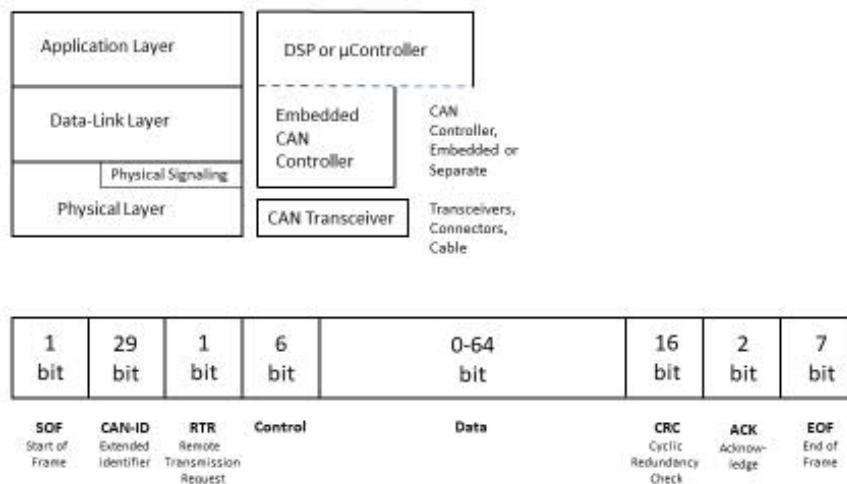 Application Layer
DSP or µController
Data-Link Layer
Embedded
CAN
Controller
CAN
Controller,
Embedded or
Separate
Physical Signaling
Physical Layer
CAN Transceiver
Transceivers,
Connectors,
Cable
1
bit
29
bit
1
bit
6
bit
0-64
bit
16
bit
2
bit
7
bit
SOF
Start of
Frame
CAN-ID
Extended
identifier
RTR
Remote
Transmission
Request
Control
Data
CRC
Cyclic
Redundancy
Check
ACK
Acknow-
ledge
EOF
End of
Frame